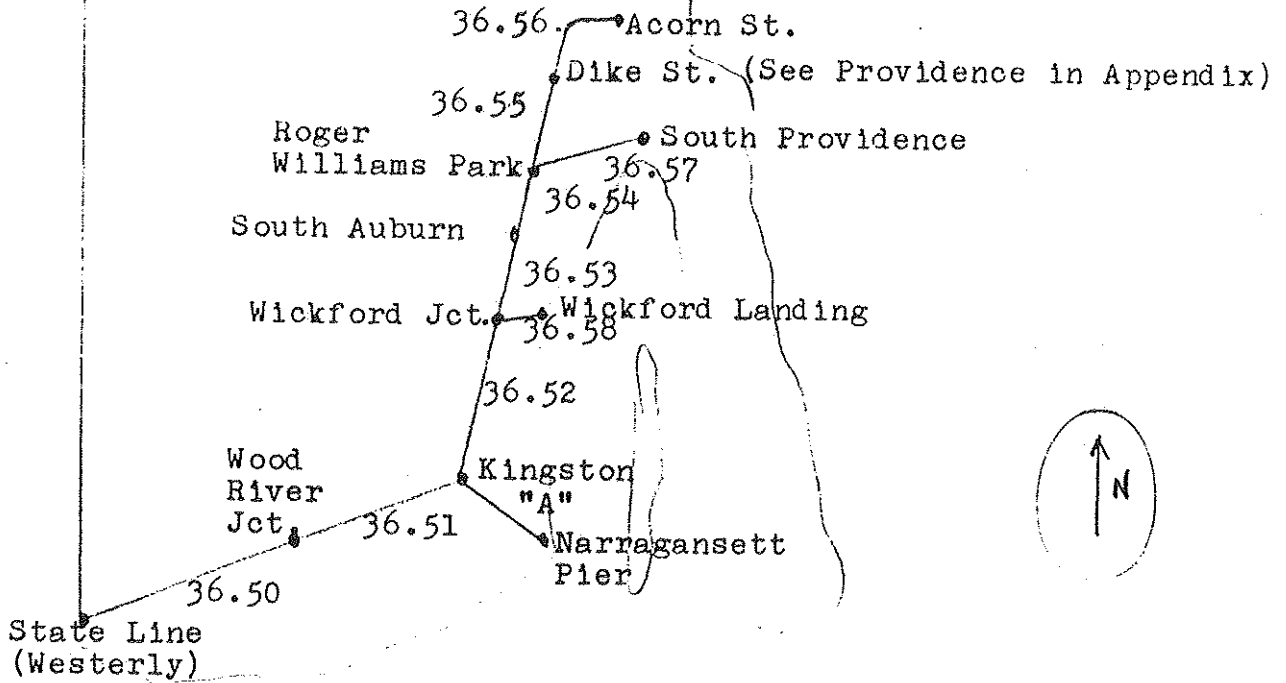 36.56
Acorn St.
Dike St. (See Providence in Appendix)
36.55
Roger
Williams Park
South Providence
36.57
36.54
South Auburn
36.53
Wickford Jct.
Wickford Landing
36.58
36.52
Wood
River
Jct.
Kingston
"A"
36.51
Narragansett
Pier
36.50
State Line
(Westerly)
N